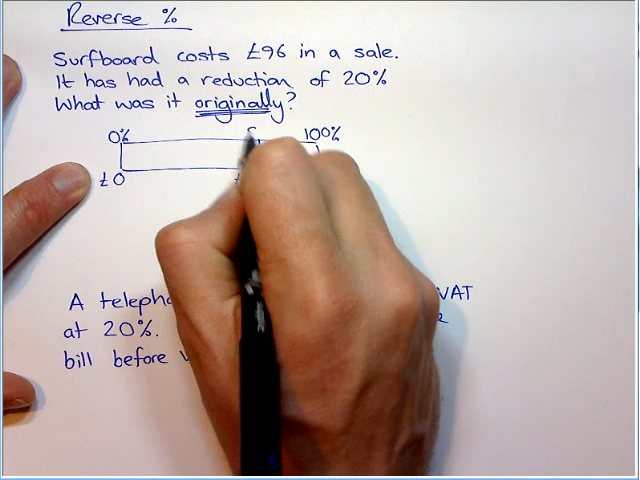 Reverse %
Surfboard costs £96 in a sale.
It has had a reduction of 20%
What was it originally?
0% 100%
£0
A VAT
at 20%.
bill before